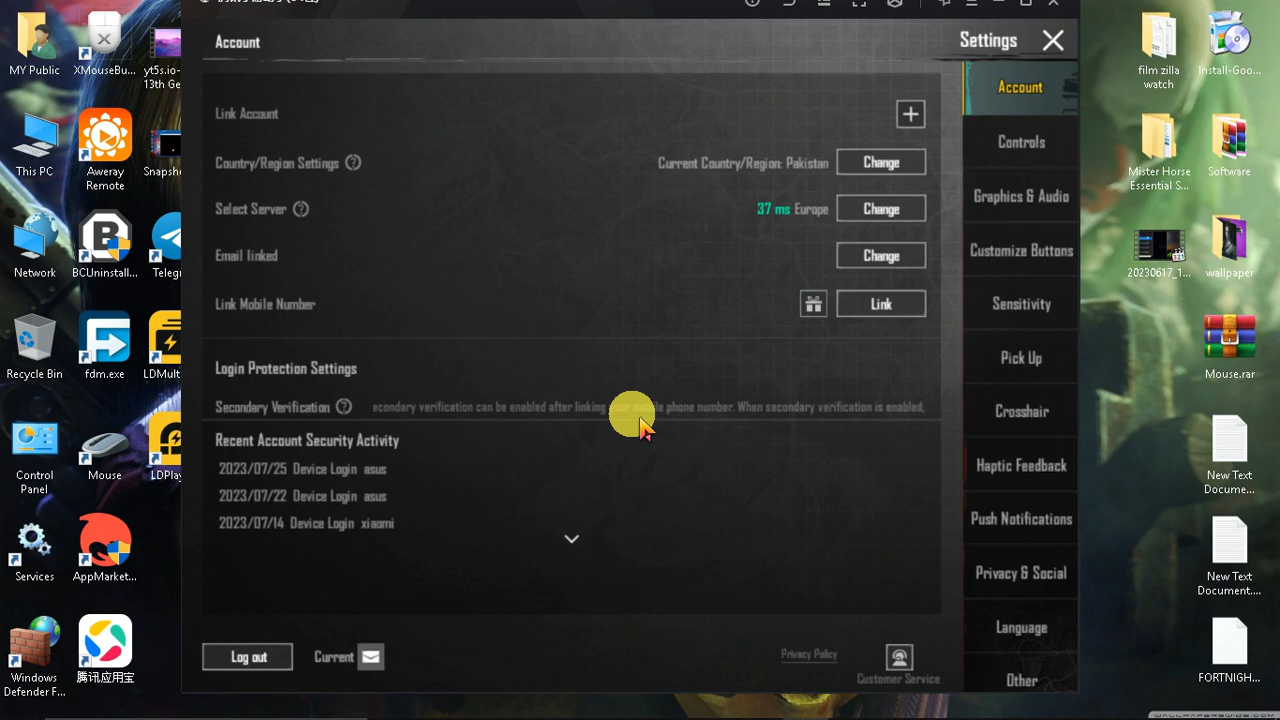 MY Public
XMouseBu...
yt5s.io-
13th Ge
This PC
Aweray
Remote
Snapshu
Network
BCUninstall...
Telegr
Recycle Bin
fdm.exe
LDMult
Control
Panel
Mouse
LDPlay
Services
AppMarket...
Windows
Defender F...
腾讯应用宝
Account
Settings
Link Account
Country/Region Settings ?
Current Country/Region: Pakistan
Change
Select Server ?
37 ms Europe
Change
Email linked
Change
Link Mobile Number
Link
Login Protection Settings
Secondary Verification ?
econdary verification can be enabled after linking your mobile phone number. When secondary verification is enabled,
Recent Account Security Activity
2023/07/25 Device Login asus
2023/07/22 Device Login asus
2023/07/14 Device Login xiaomi
Log out
Current
Privacy Policy
Customer Service
Account
Controls
Graphics & Audio
Customize Buttons
Sensitivity
Pick Up
Crosshair
Haptic Feedback
Push Notifications
Privacy & Social
Language
Other
film zilla
watch
Install-Goo...
Mister Horse
Essential S...
Software
20230617_1...
wallpaper
Mouse.rar
New Text
Docume...
New Text
Document....
FORTNIGH...